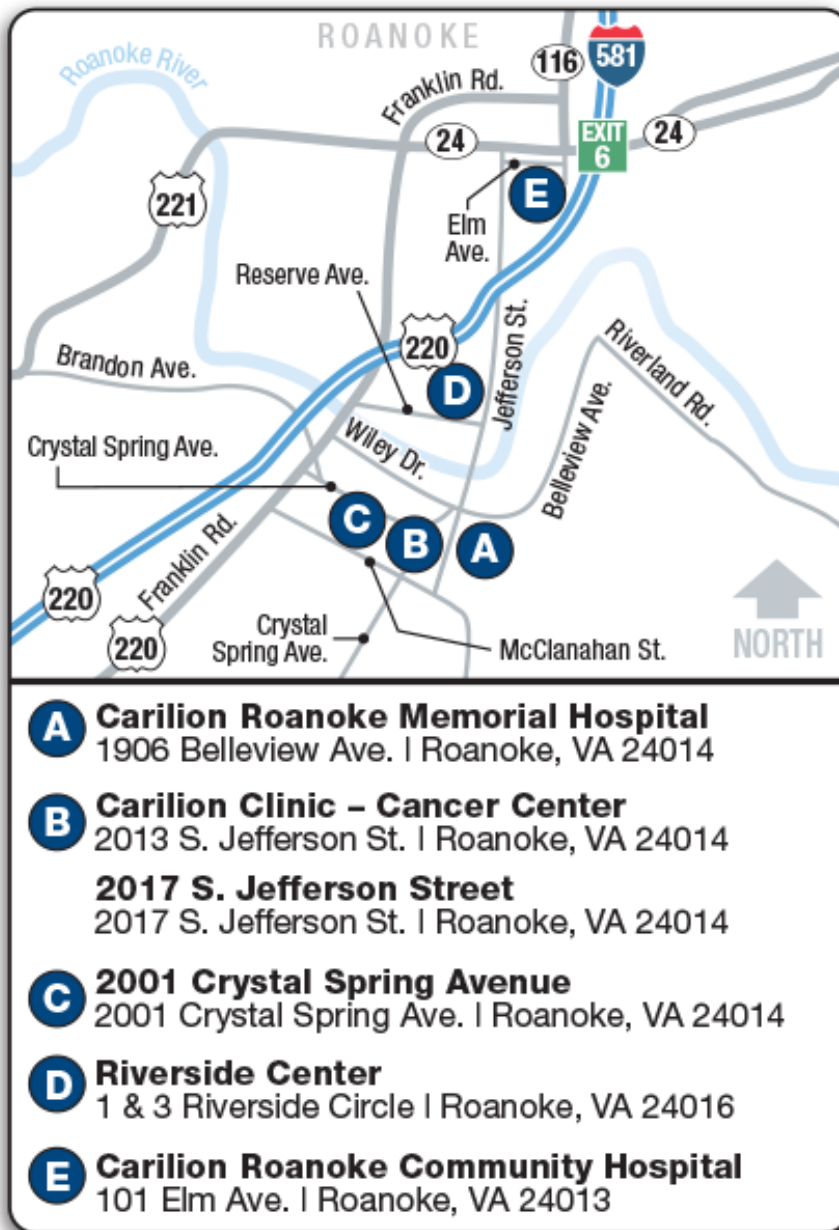 ROANOKE
Roanoke River
116
581
Franklin Rd.
24
EXIT
6
24
221
Elm
Ave.
E
Reserve Ave.
220
Jefferson St.
Riverland Rd.
Brandon Ave.
D
Belleview Ave.
Wiley Dr.
Crystal Spring Ave.
C
B
A
Franklin Rd.
220
220
Crystal
Spring Ave.
McClanahan St.
NORTH
A Carilion Roanoke Memorial Hospital
1906 Belleview Ave. | Roanoke, VA 24014
B Carilion Clinic – Cancer Center
2013 S. Jefferson St. | Roanoke, VA 24014
2017 S. Jefferson Street
2017 S. Jefferson St. | Roanoke, VA 24014
C 2001 Crystal Spring Avenue
2001 Crystal Spring Ave. | Roanoke, VA 24014
D Riverside Center
1 & 3 Riverside Circle | Roanoke, VA 24016
E Carilion Roanoke Community Hospital
101 Elm Ave. | Roanoke, VA 24013